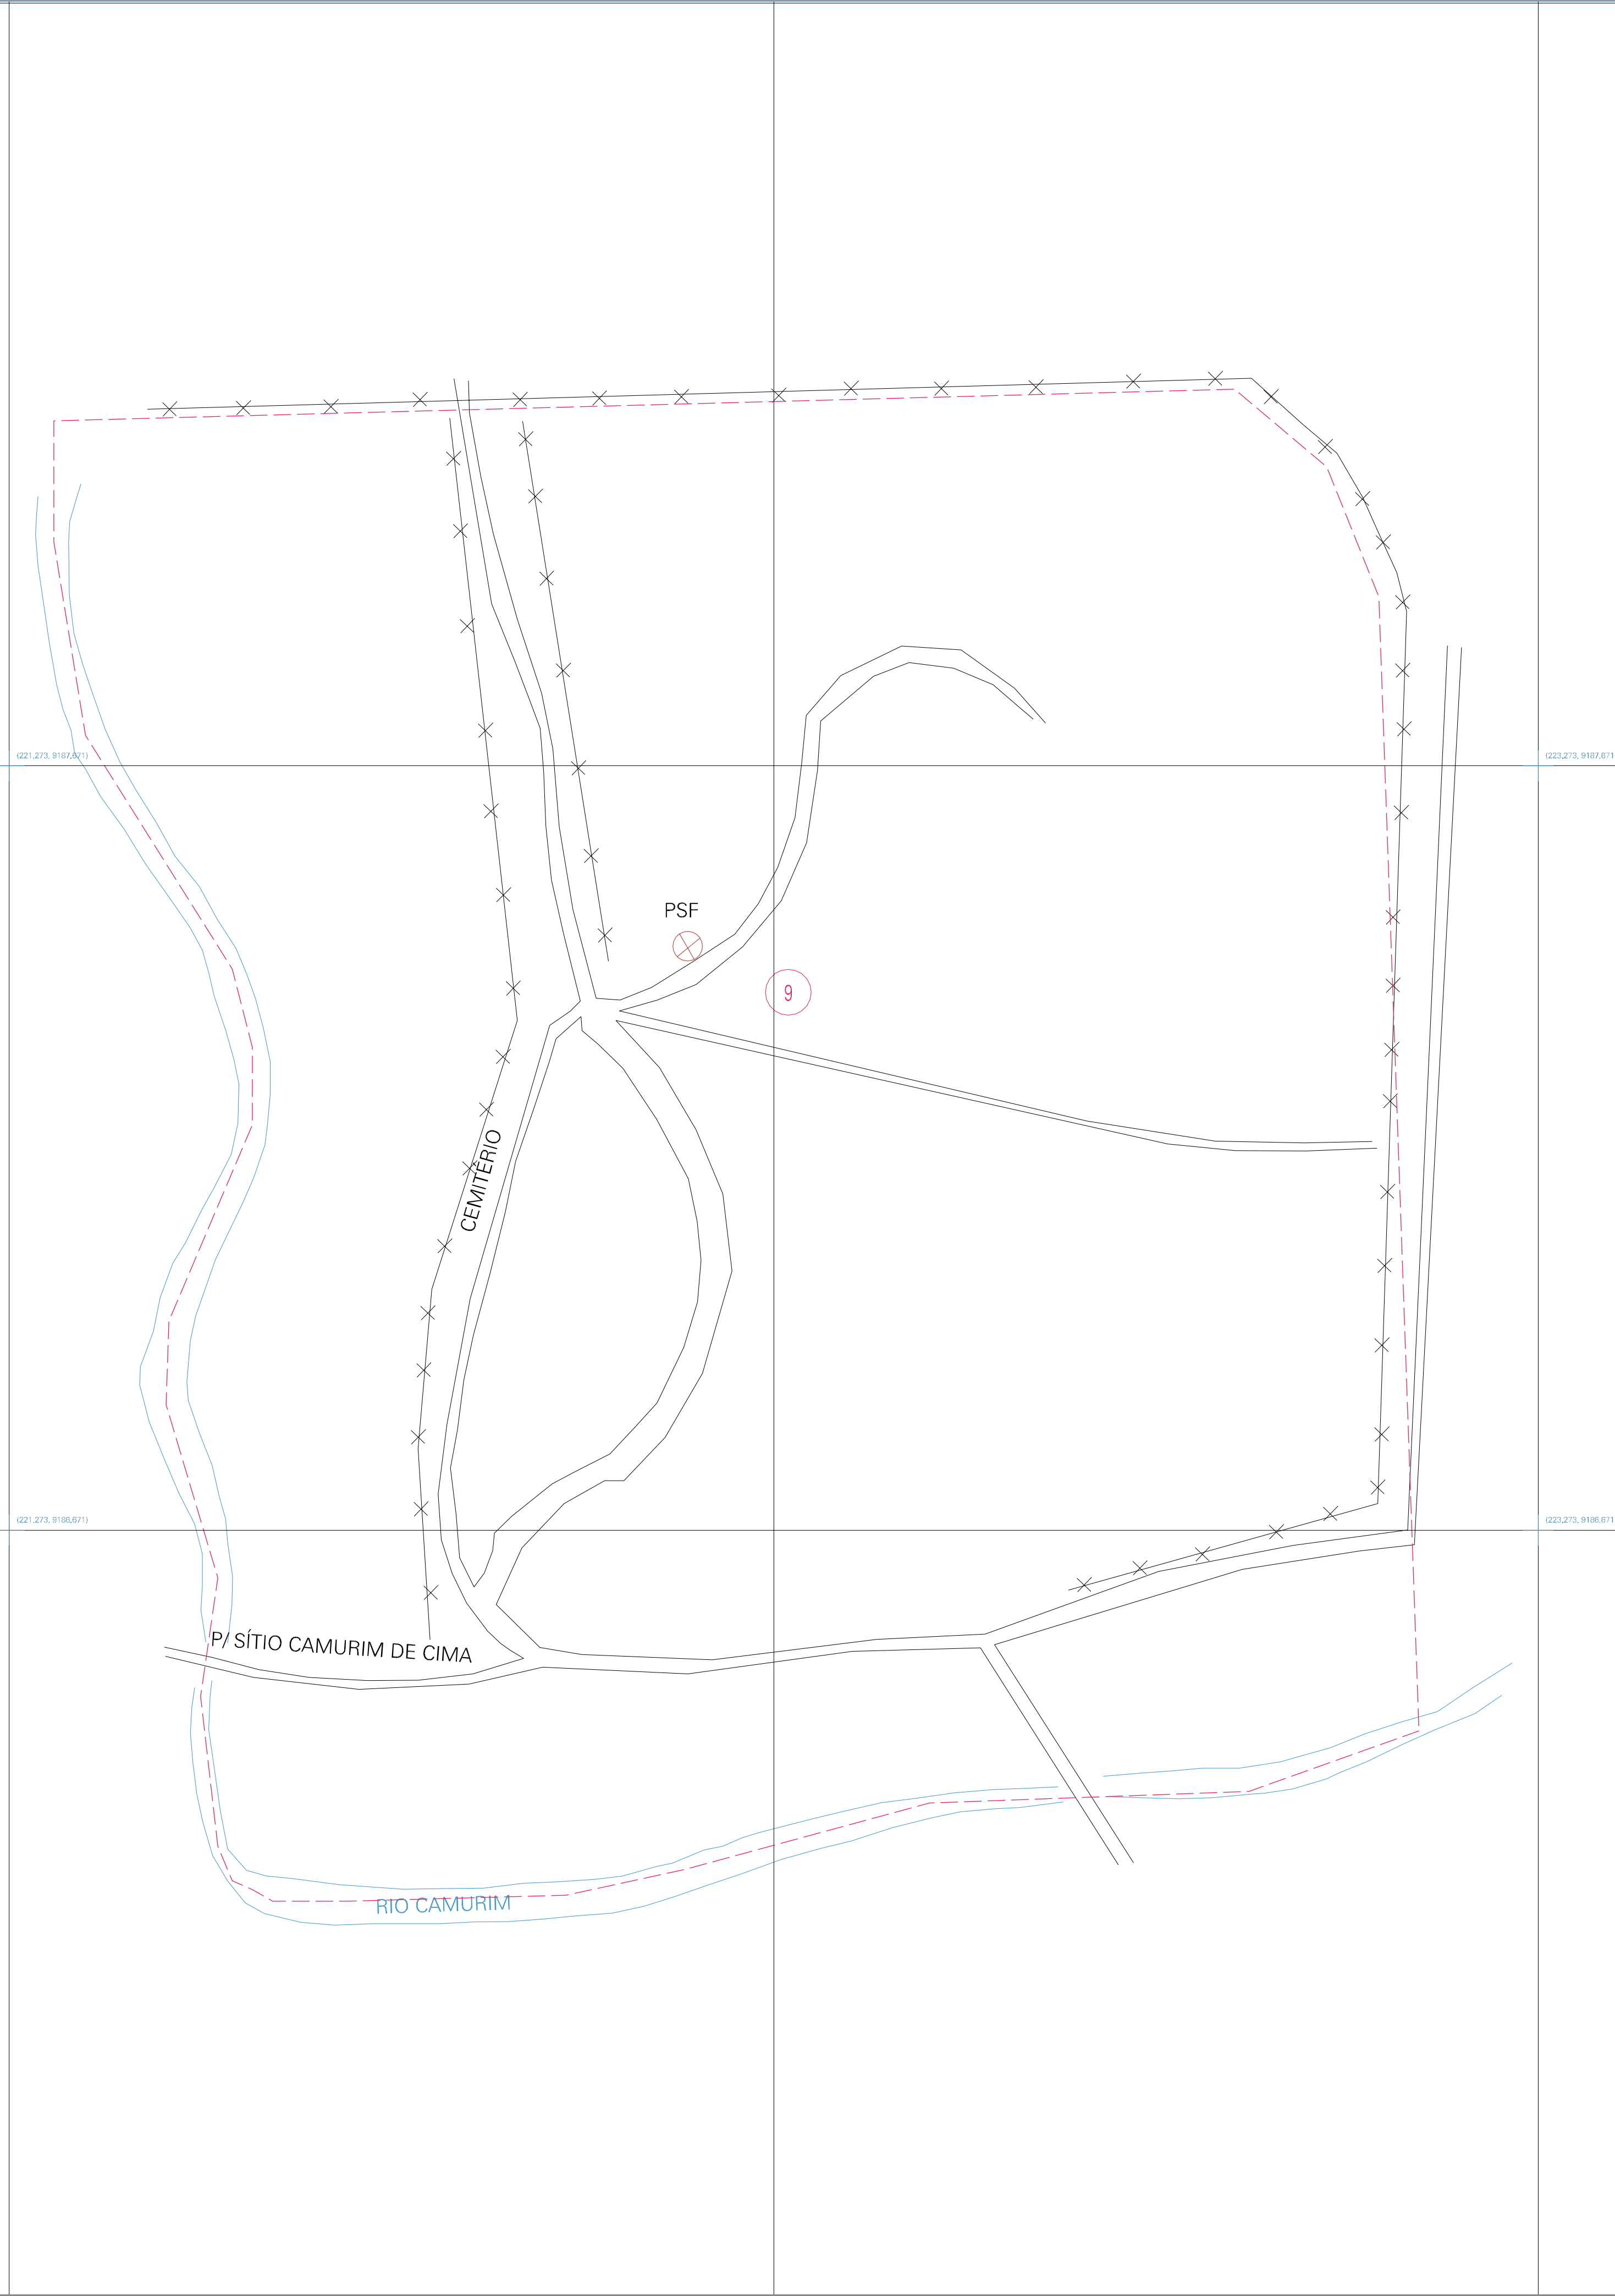 (221,273, 9187,671)
(223,273, 9187,671
PSF
9
CEMITÉRIO
(221,273, 9186,671)
(223,273, 9186,671
P/ SÍTIO CAMURIM DE CIMA
RIO CAMURIM